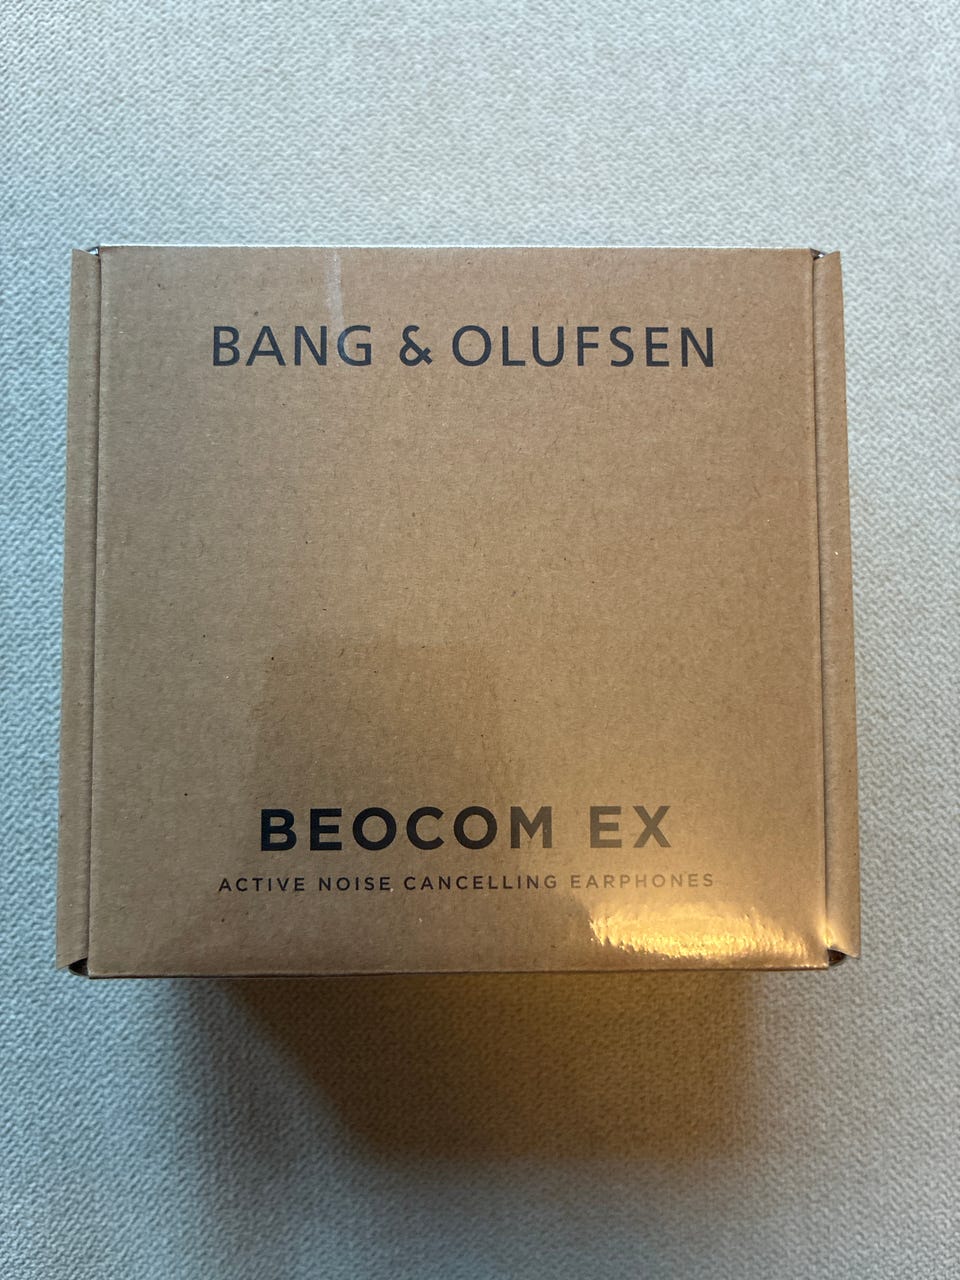 BANG & OLUFSEN
BEOCOM EX
ACTIVE NOISE CANCELLING EARPHONES